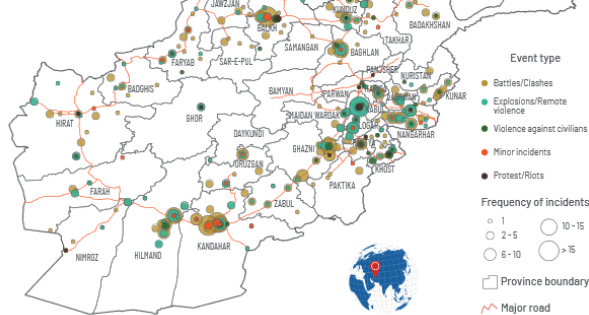 JAWZJAN
BALKH
KUNDUZ
BADAKHSHAN
TAKHAR
SAMANGAN
BAGHLAN
FARYAB
SAR-E-PUL
PANJSHER
NURISTAN
BADGHIS
BAMYAN
PARWAN
KUNAR
HIRAT
GHOR
MAIDAN WARDAK
LOGAR
NANGARHAR
DAYKUNDI
GHAZNI
URUZGAN
KHOST
PAKTIKA
FARAH
ZABUL
KANDAHAR
HILMAND
NIMROZ
Event type
Battles/Clashes
Explosions/Remote
violence
Violence against civilians
Minor incidents
Protest/Riots
Frequency of incidents
1
10 - 15
2 - 5
6 - 10
> 15
Province boundary
Major road